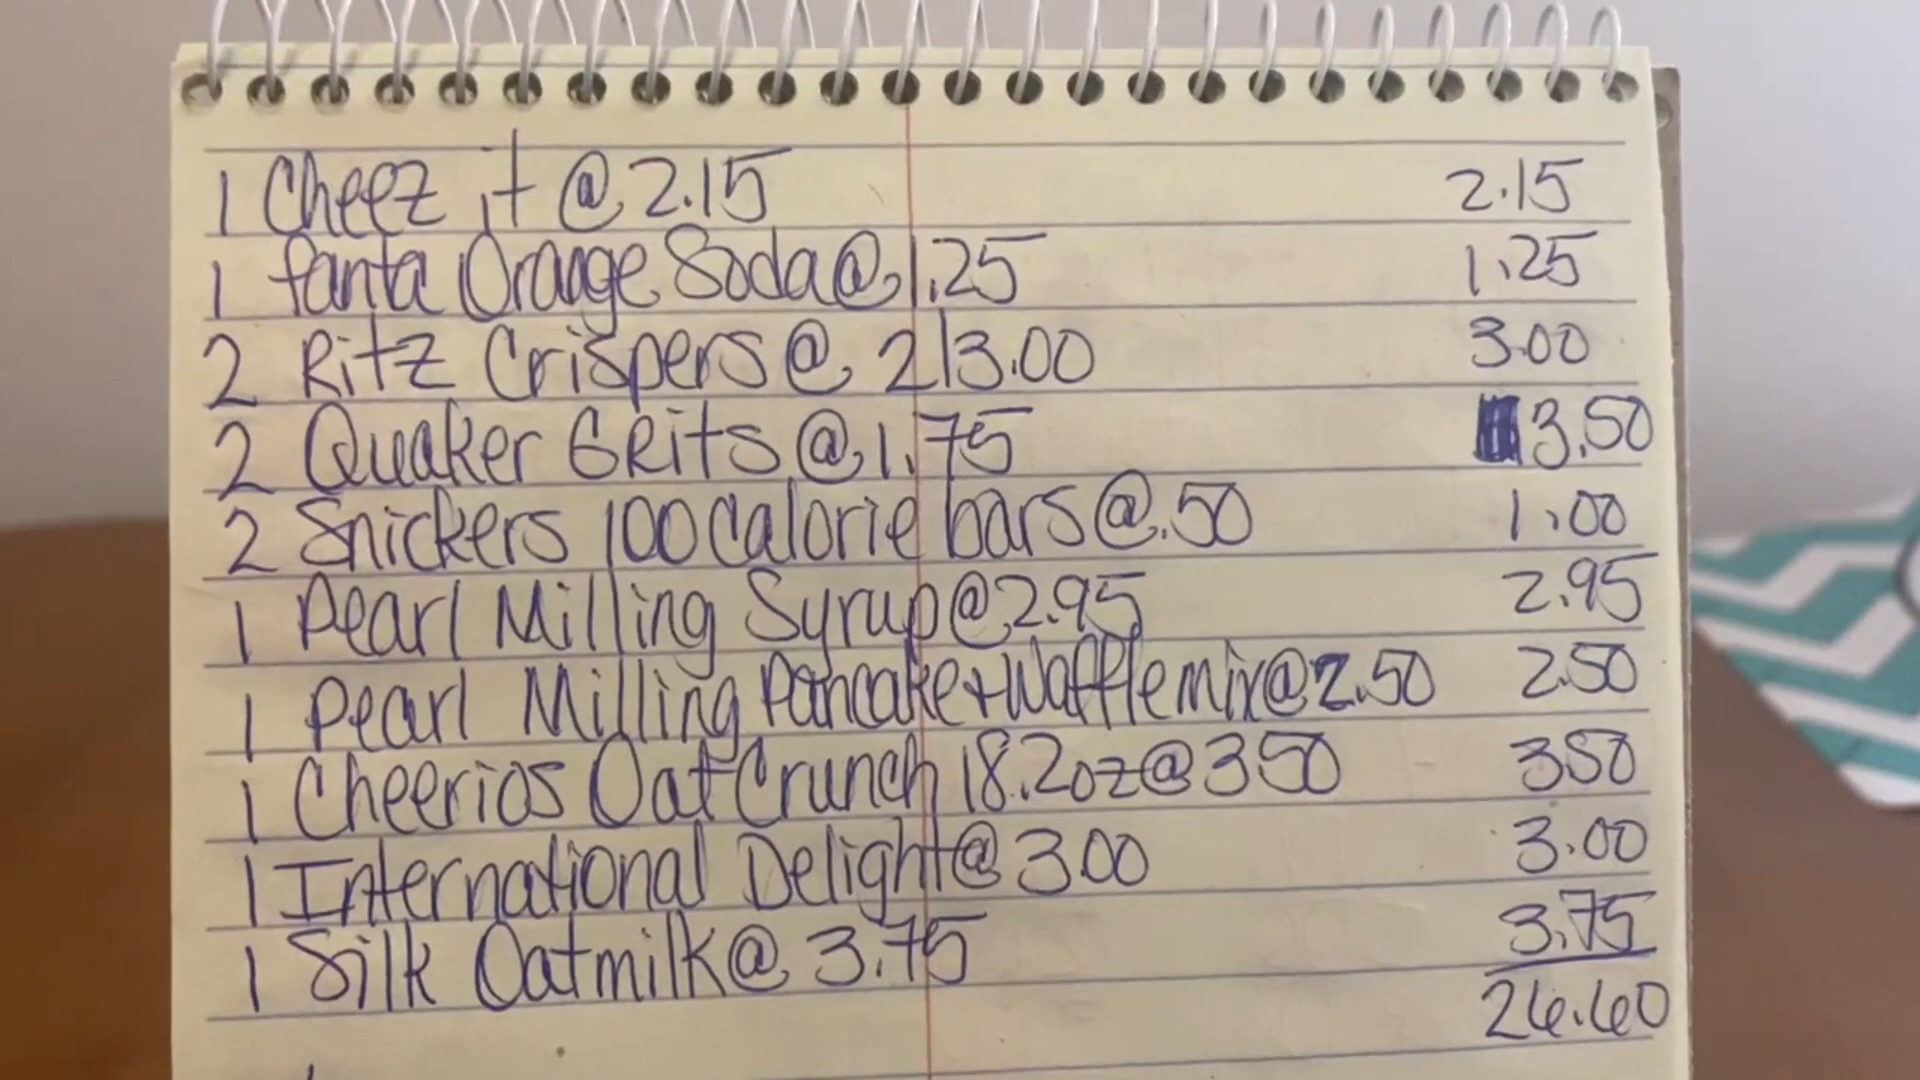 1 Cheez it @ 2.15 2.15
1 fanta Orange Soda @ 1.25 1.25
2 Ritz Crispers @ 2/3.00 3.00
2 Quaker Grits @ 1.75 3.50
2 Snickers 100 Calorie bars @ .50 1.00
1 Pearl Milling Syrup @ 2.95 2.95
1 Pearl Milling Pancake + Waffle mix @ 2.50 2.50
1 Cheerios Oat Crunch 18.2oz @ 3 50 3 50
1 International Delight @ 3 00 3.00
1 Silk Oatmilk @ 3.75 3.75
26.60